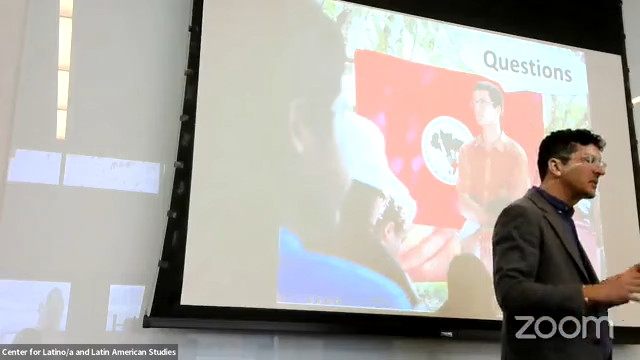 Questions
zoom
Center for Latino/a and Latin American Studies